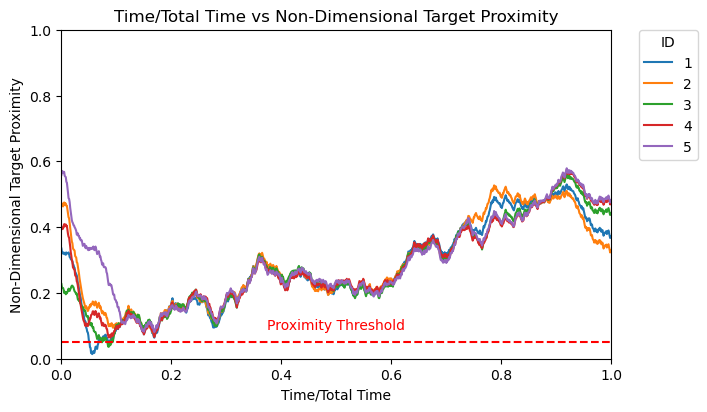 Time/Total Time vs Non-Dimensional Target Proximity
Non-Dimensional Target Proximity
1.0
0.8
0.6
0.4
0.2
0.0
Proximity Threshold
0.0 0.2 0.4 0.6 0.8 1.0
Time/Total Time
ID
1
2
3
4
5